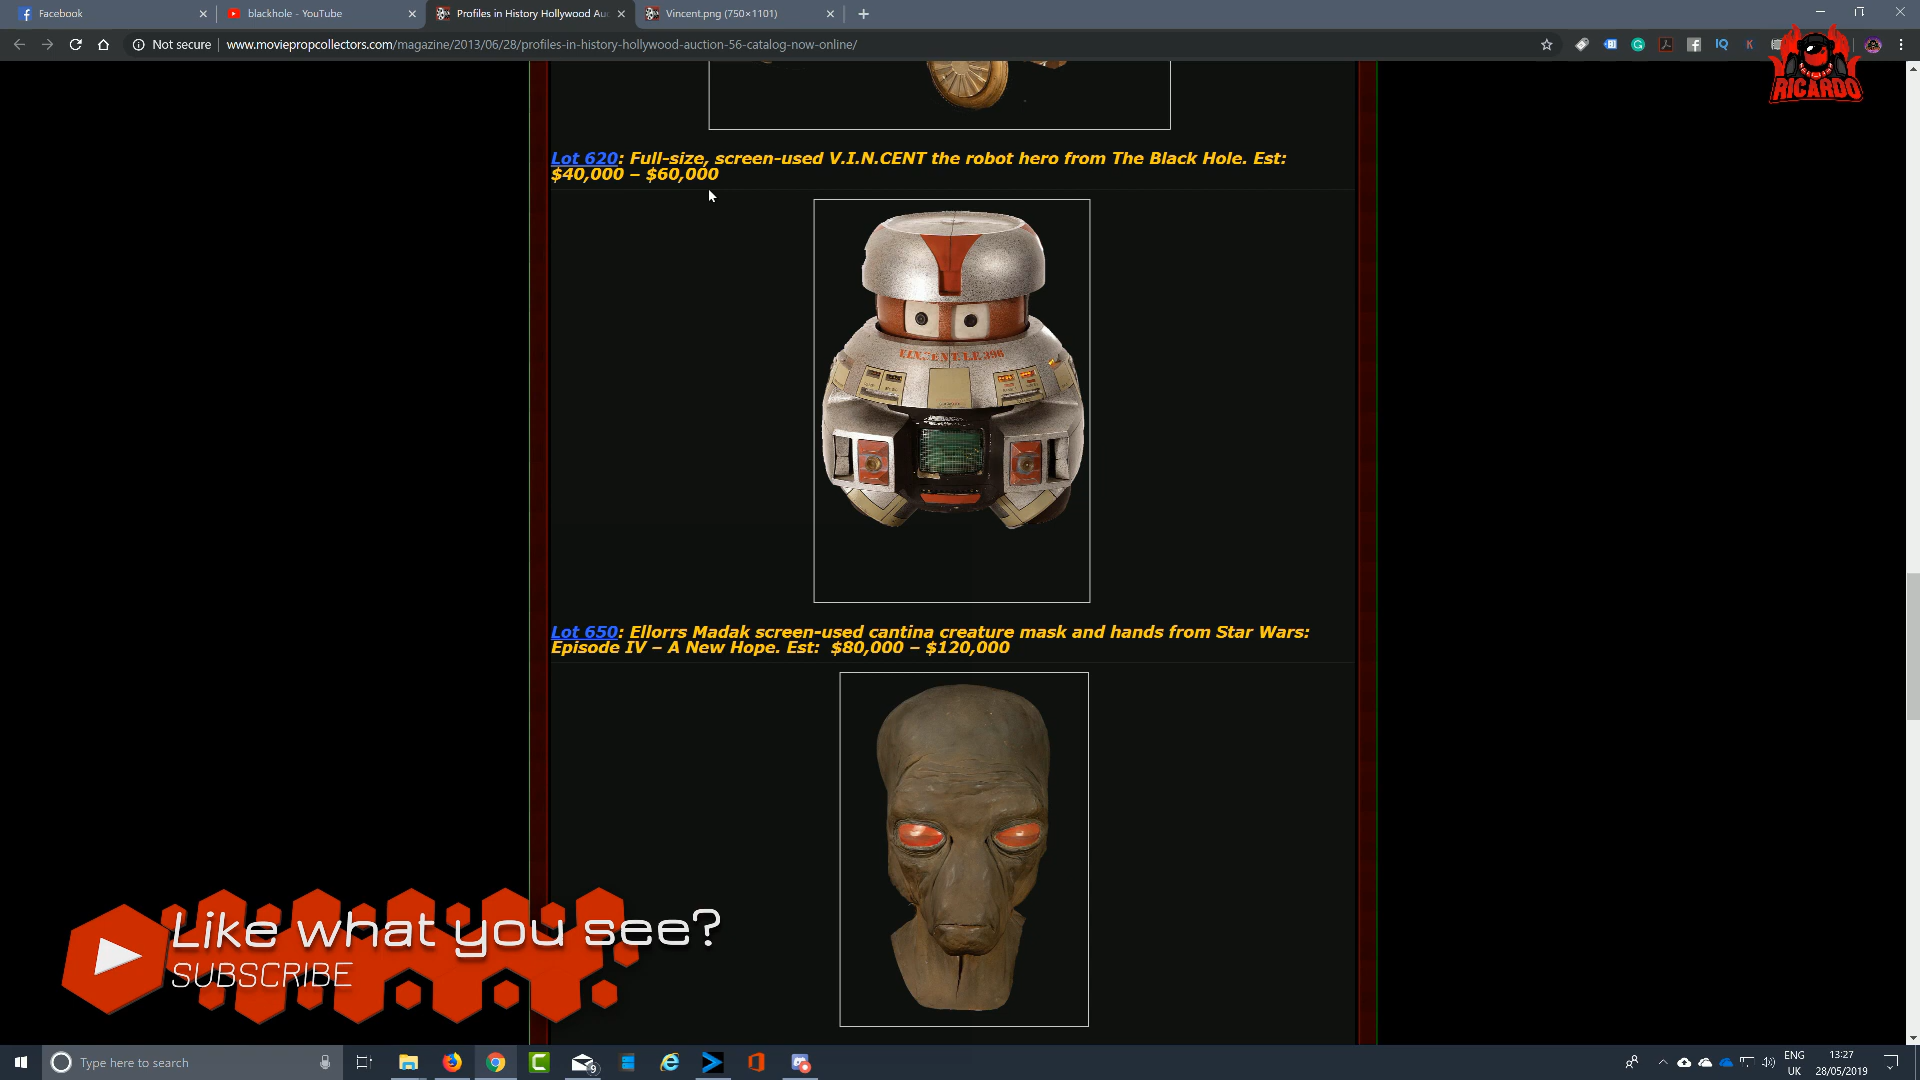 Facebook
blackhole - YouTube
Profiles in History Hollywood Auc
Vincent.png (750×1101)
Not secure
www.moviepropcollectors.com/magazine/2013/06/28/profiles-in-history-hollywood-auction-56-catalog-now-online/
RICARDO
Lot 620: Full-size, screen-used V.I.N.CENT the robot hero from The Black Hole. Est:
$40,000 – $60,000
Lot 650: Ellorrs Madak screen-used cantina creature mask and hands from Star Wars:
Episode IV – A New Hope. Est: $80,000 – $120,000
Like what you see?
SUBSCRIBE
Type here to search
9
ENG
UK
13:27
28/05/2019